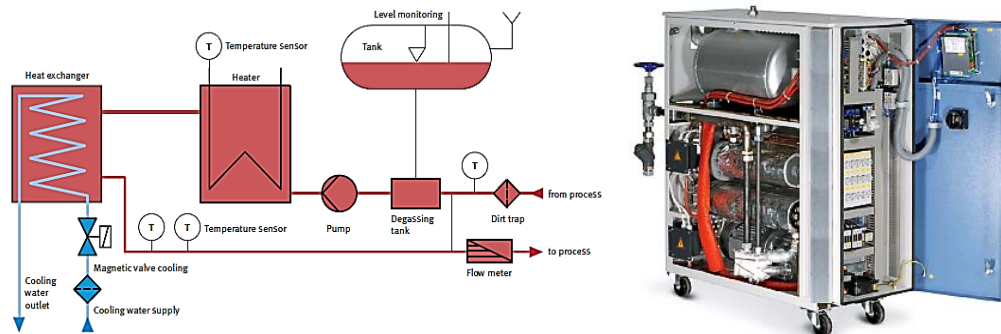 Level monitoring
T
Temperature sensor
Tank
Heat exchanger
Heater
T
from process
Pump
Degassing
tank
Dirt trap
T
T
Temperature sensor
to process
Flow meter
Magnetic valve cooling
Cooling
water
outlet
Cooling water supply